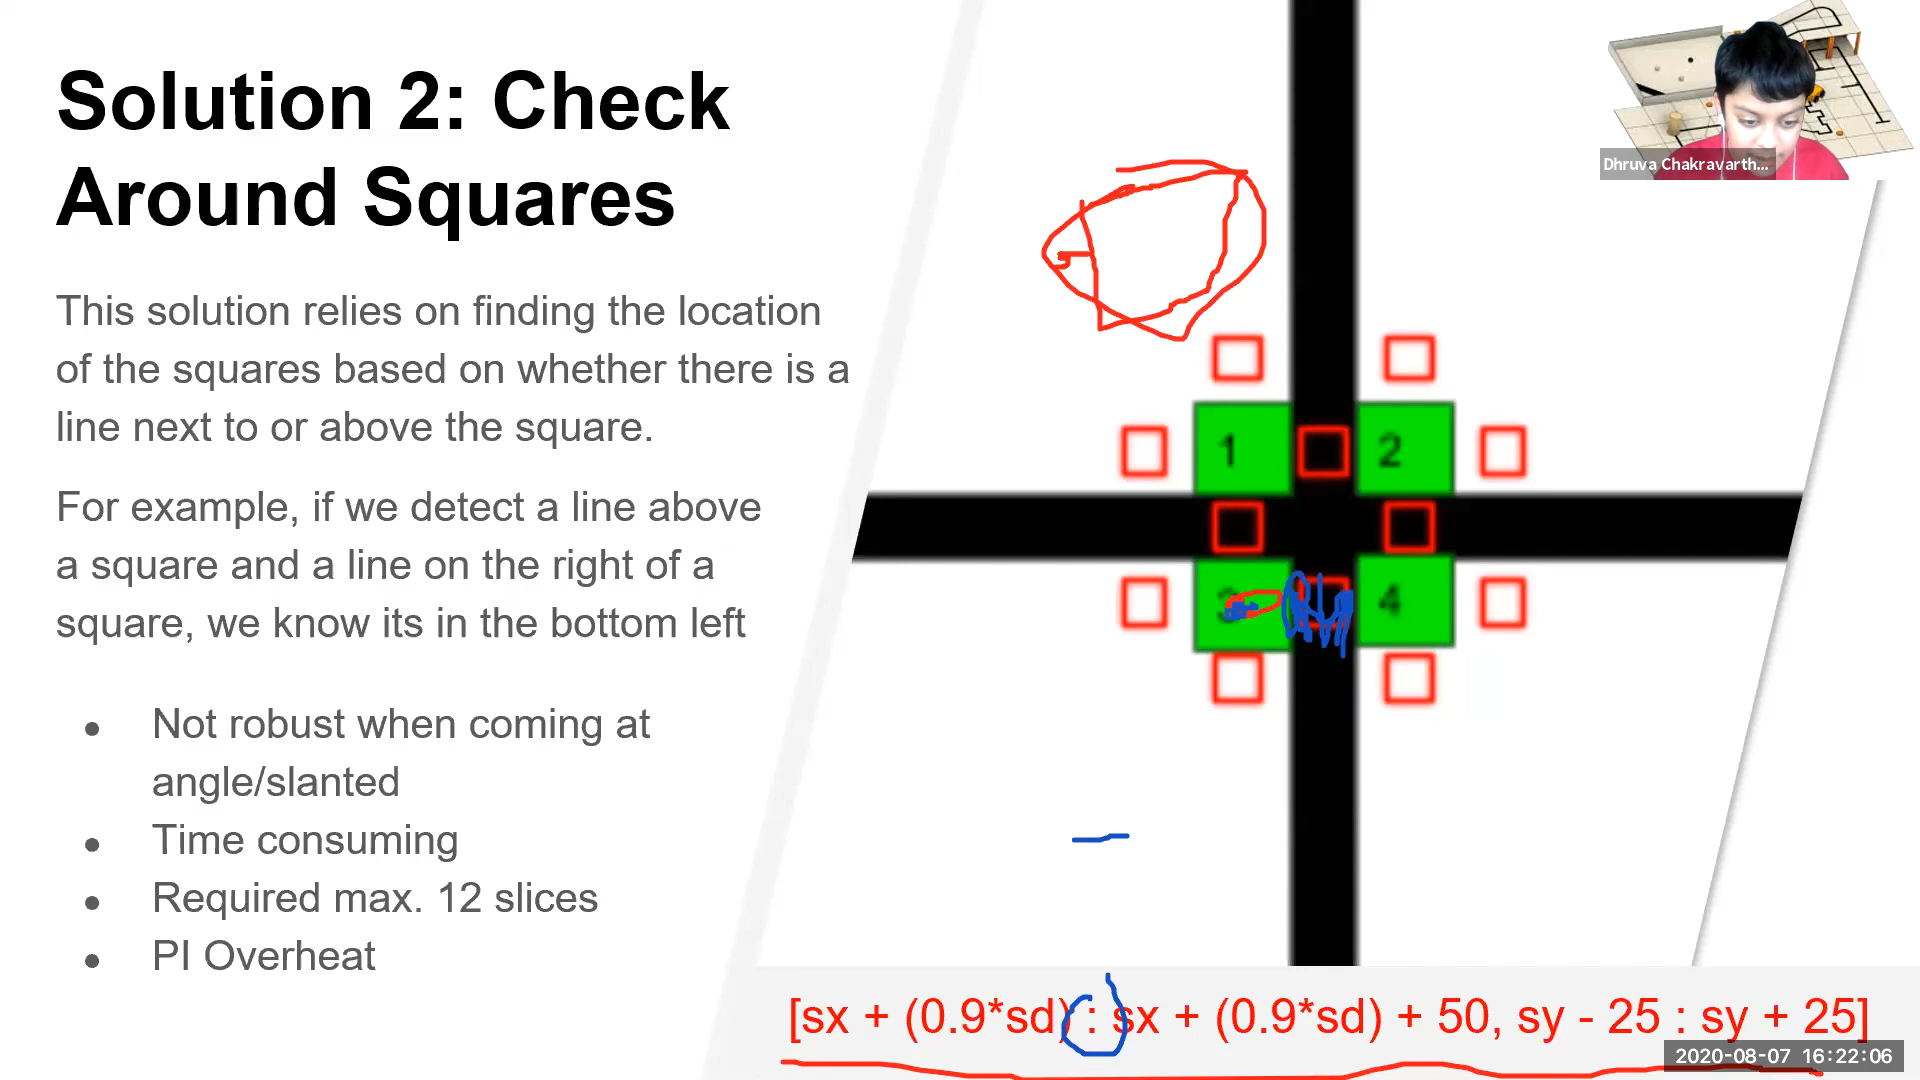 Solution 2: Check
Around Squares
This solution relies on finding the location
of the squares based on whether there is a
line next to or above the square.
For example, if we detect a line above
a square and a line on the right of a
square, we know its in the bottom left
● Not robust when coming at
angle/slanted
● Time consuming
● Required max. 12 slices
● PI Overheat
Dhruva Chakravarth...
1
2
3
4
[sx + (0.9*sd) : sx + (0.9*sd) + 50, sy - 25 : sy + 25]
2020-08-07 16:22:06